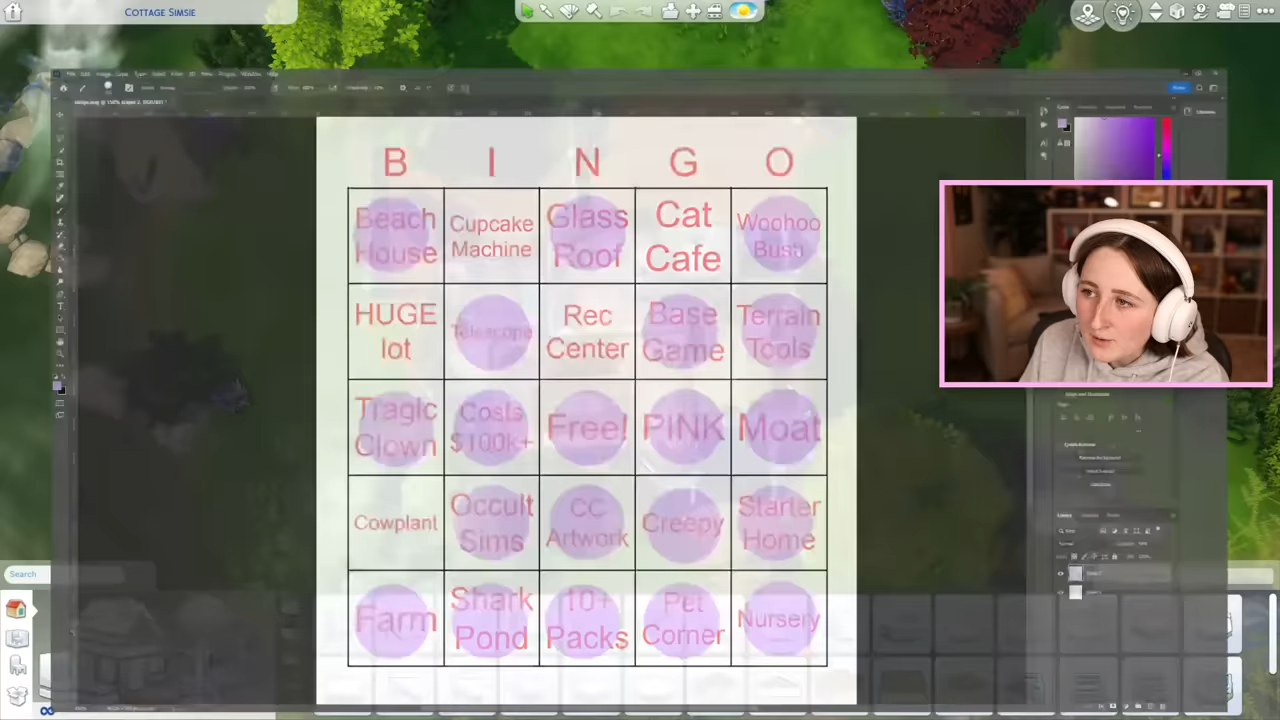 Cottage Simsie
B I N G O
Beach House
Cupcake Machine
Glass Roof
Cat Cafe
Woohoo Bush
HUGE lot
Telescope
Rec Center
Base Game
Terrain Tools
Tragic Clown
Costs $100k+
Free!
PINK
Moat
Cowplant
Occult Sims
CC Artwork
Creepy
Starter Home
Farm
Shark Pond
10+ Packs
Pet Corner
Nursery
Search